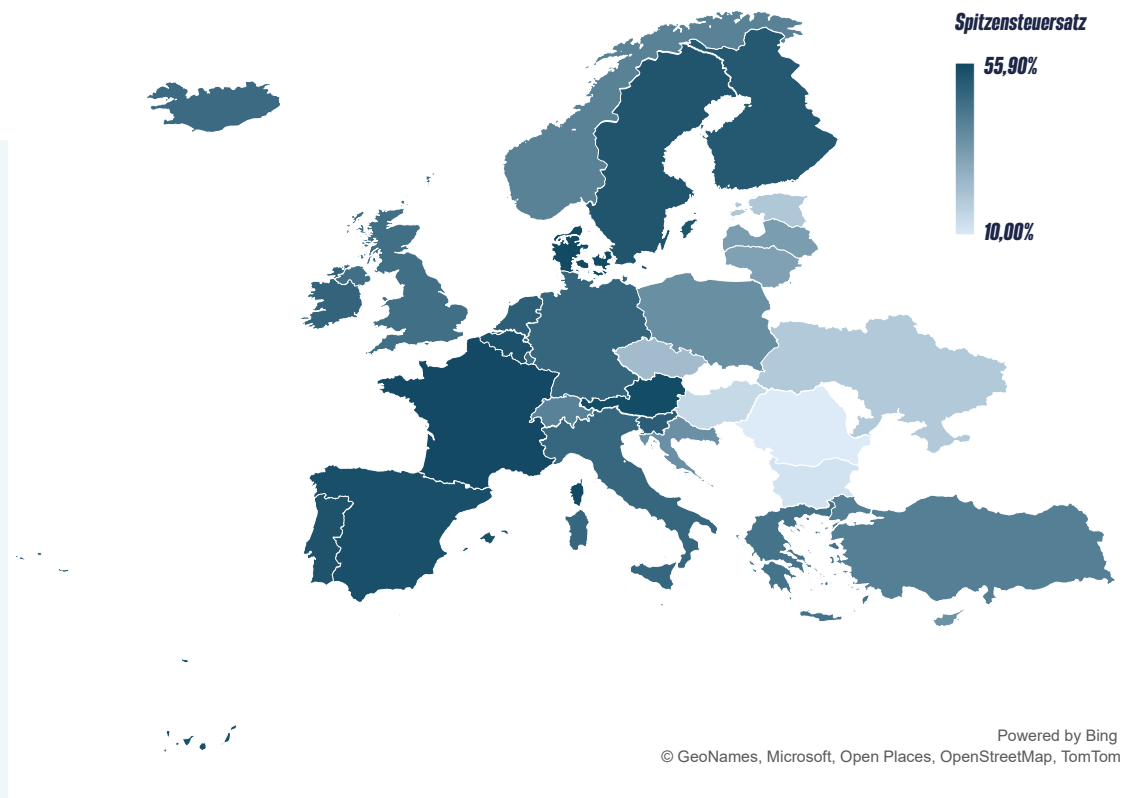 Spitzensteuersatz
55,90%
10,00%
Powered by Bing
© GeoNames, Microsoft, Open Places, OpenStreetMap, TomTom